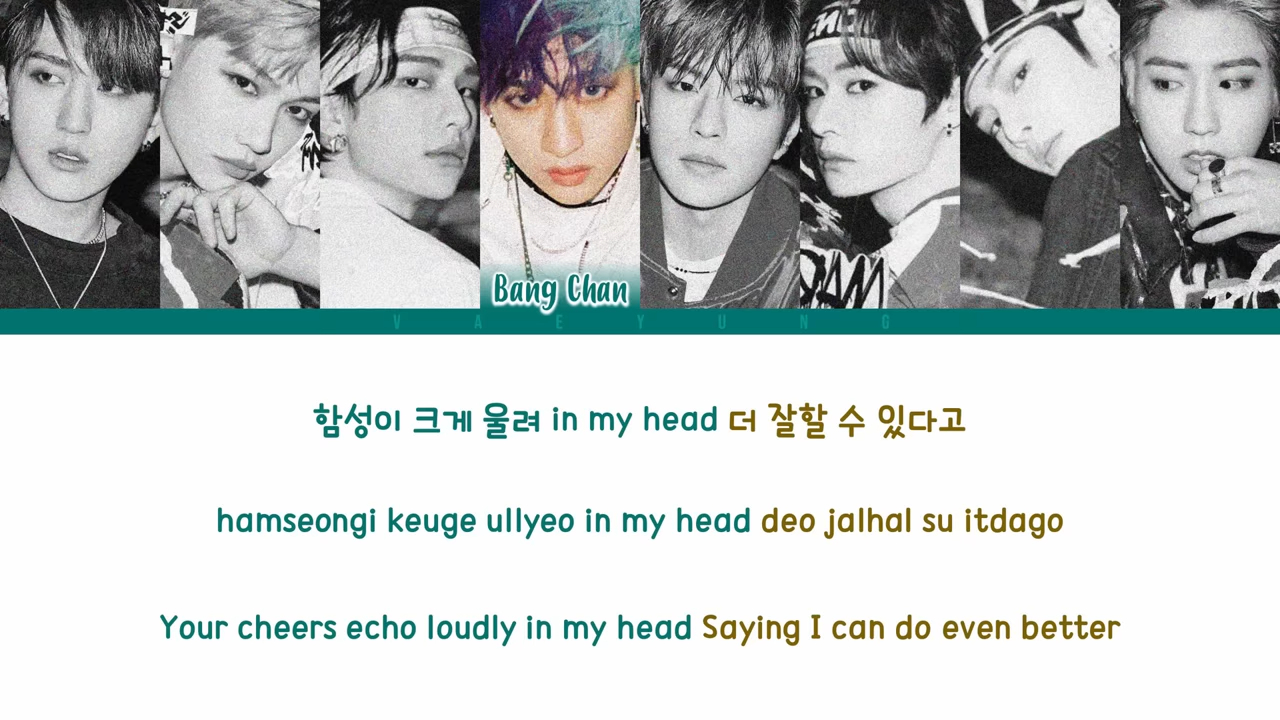 Bang Chan
VAEYUNG
함성이 크게 울려 in my head 더 잘할 수 있다고
hamseongi keuge ullyeo in my head deo jalhal su itdago
Your cheers echo loudly in my head Saying I can do even better